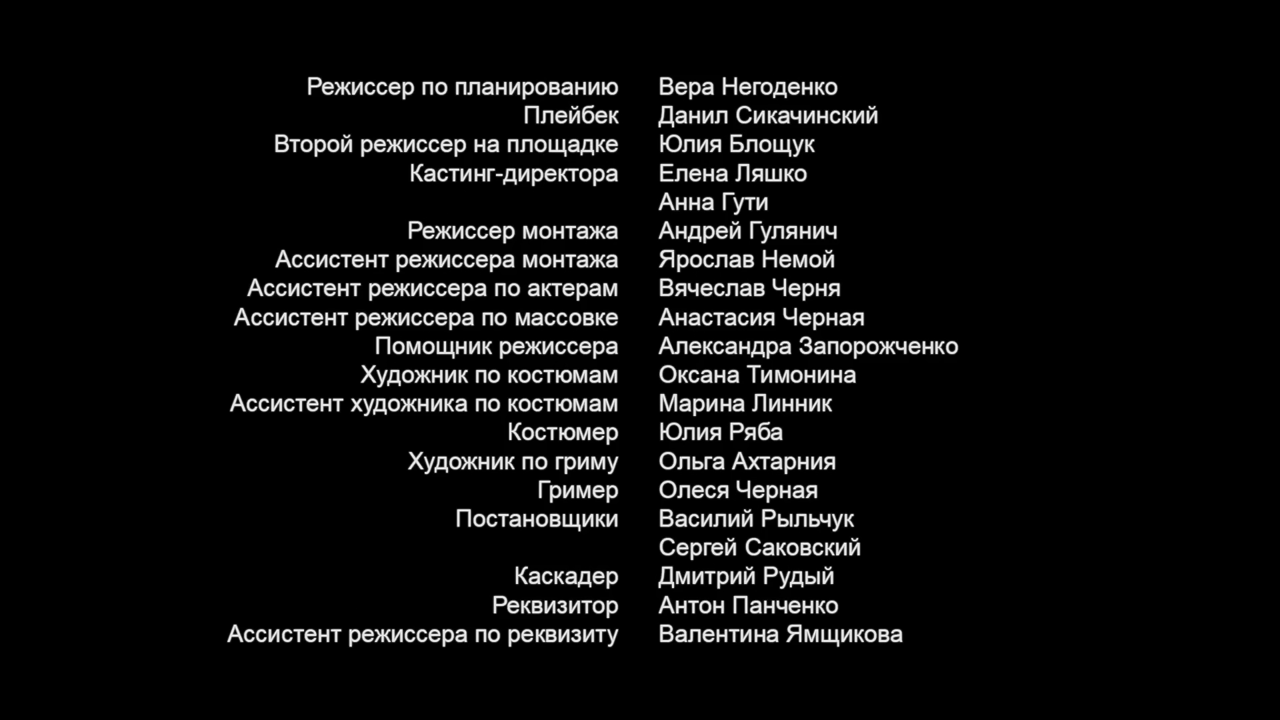 Режиссер по планированию Вера Негоденко
Плейбек Данил Сикачинский
Второй режиссер на площадке Юлия Блощук
Кастинг-директора Елена Ляшко
Анна Гути
Режиссер монтажа Андрей Гулянич
Ассистент режиссера монтажа Ярослав Немой
Ассистент режиссера по актерам Вячеслав Черня
Ассистент режиссера по массовке Анастасия Черная
Помощник режиссера Александра Запорожченко
Художник по костюмам Оксана Тимонина
Ассистент художника по костюмам Марина Линник
Костюмер Юлия Ряба
Художник по гриму Ольга Ахтарния
Гример Олеся Черная
Постановщики Василий Рыльчук
Сергей Саковский
Каскадер Дмитрий Рудый
Реквизитор Антон Панченко
Ассистент режиссера по реквизиту Валентина Ямщикова